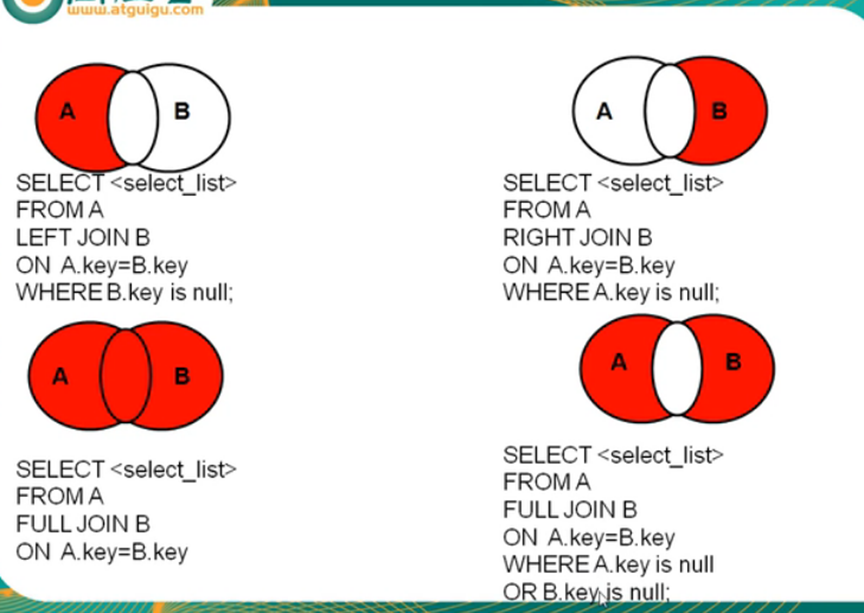 www.atguigu.com
A
B
SELECT <select_list>
FROM A
LEFT JOIN B
ON A.key=B.key
WHERE B.key is null;
A
B
SELECT <select_list>
FROM A
RIGHT JOIN B
ON A.key=B.key
WHERE A.key is null;
A
B
SELECT <select_list>
FROM A
FULL JOIN B
ON A.key=B.key
A
B
SELECT <select_list>
FROM A
FULL JOIN B
ON A.key=B.key
WHERE A.key is null
OR B.key is null;